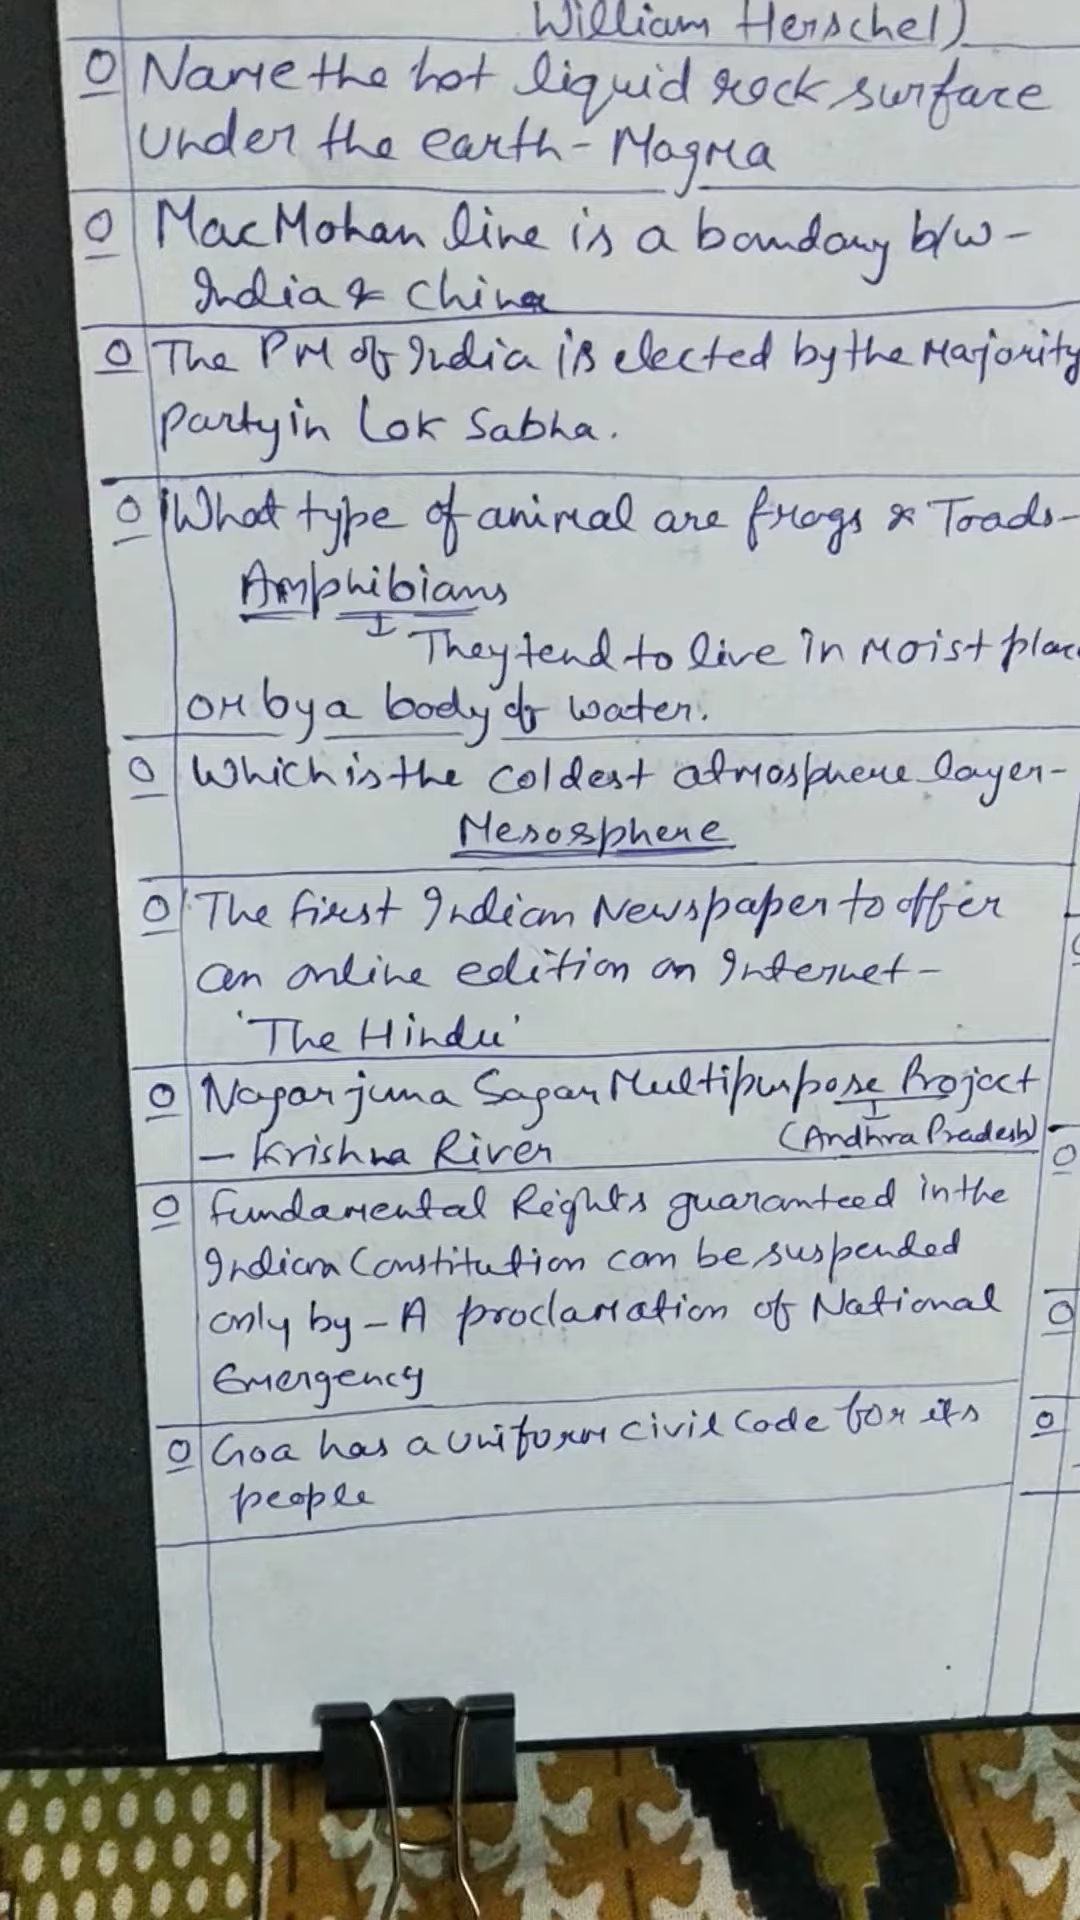 William Herschel)
O Name the hot liquid rock surface
under the earth - Magma
O MacMohan line is a boundary b/w -
India & China
O The PM of India is elected by the Majority
party in Lok Sabha.
O What type of animal are frogs & Toads -
Amphibians
They tend to live in moist place
or by a body of water.
O Which is the coldest atmosphere layer -
Mesosphere
O The first Indian Newspaper to offer
an online edition on Internet -
'The Hindu'
O Nagarjuna Sagar Multipurpose Project
- Krishna River (Andhra Pradesh)
O Fundamental Rights guaranteed in the
Indian Constitution can be suspended
only by - A proclamation of National
Emergency
O Goa has a uniform civil code for its
people